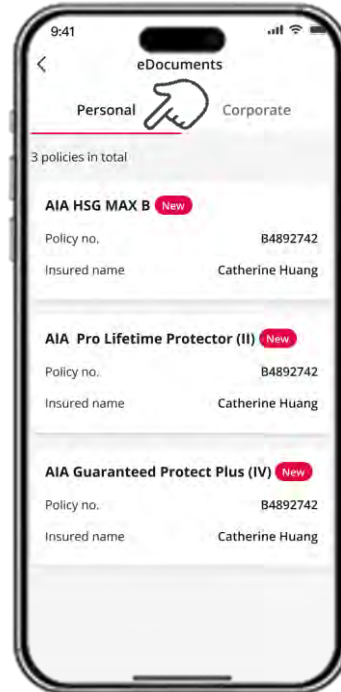 9:41
eDocuments
Personal Corporate
3 policies in total
AIA HSG MAX B New
Policy no. B4892742
Insured name Catherine Huang
AIA Pro Lifetime Protector (II) New
Policy no. B4892742
Insured name Catherine Huang
AIA Guaranteed Protect Plus (IV) New
Policy no. B4892742
Insured name Catherine Huang